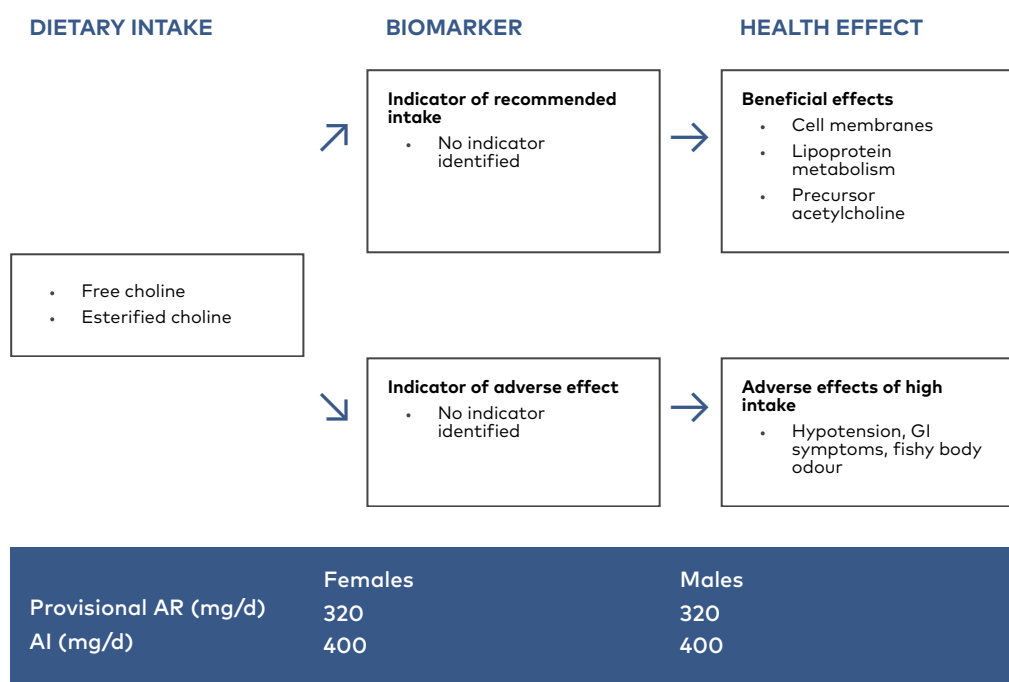 DIETARY INTAKE
BIOMARKER
HEALTH EFFECT
Indicator of recommended
intake
• No indicator
identified
Beneficial effects
• Cell membranes
• Lipoprotein
metabolism
• Precursor
acetylcholine
• Free choline
• Esterified choline
Indicator of adverse effect
• No indicator
identified
Adverse effects of high
intake
• Hypotension, GI
symptoms, fishy body
odour
Females Males
Provisional AR (mg/d) 320 320
AI (mg/d) 400 400